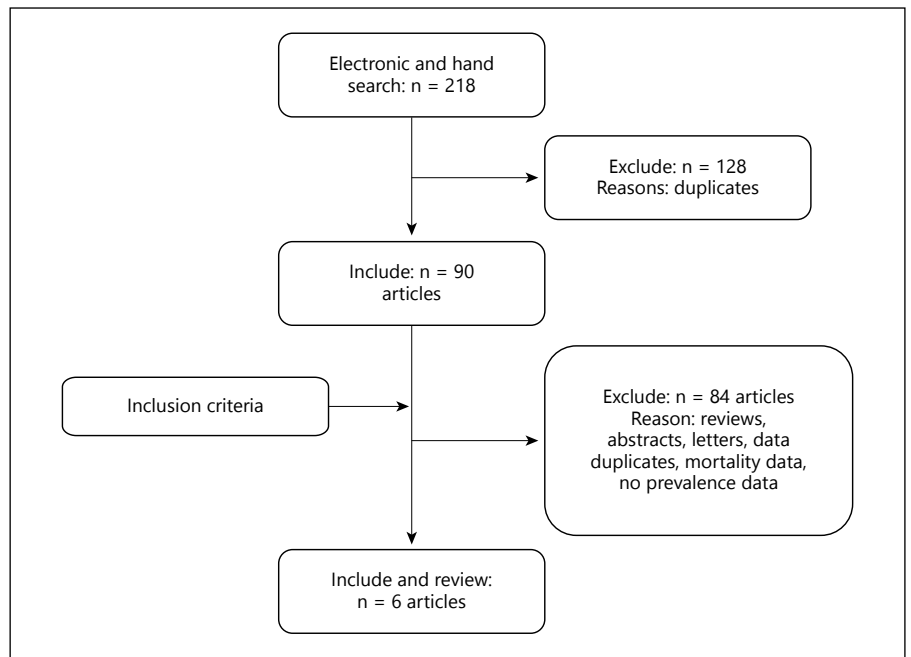 Electronic and hand
search: n = 218
Exclude: n = 128
Reasons: duplicates
Include: n = 90
articles
Inclusion criteria
Exclude: n = 84 articles
Reason: reviews,
abstracts, letters, data
duplicates, mortality data,
no prevalence data
Include and review:
n = 6 articles